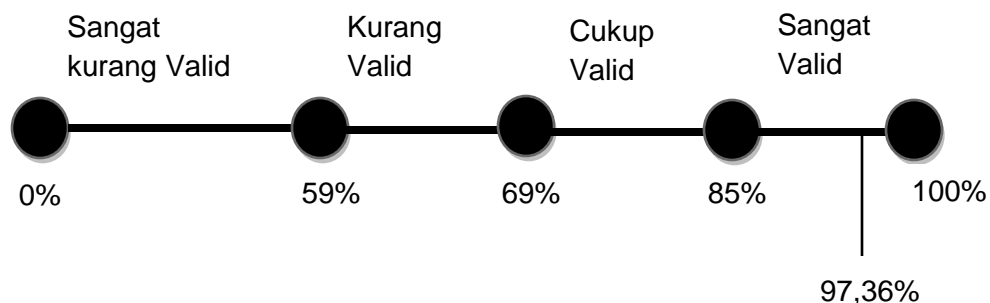 Sangat
kurang Valid
Kurang
Valid
Cukup
Valid
Sangat
Valid
0%
59%
69%
85%
100%
97,36%